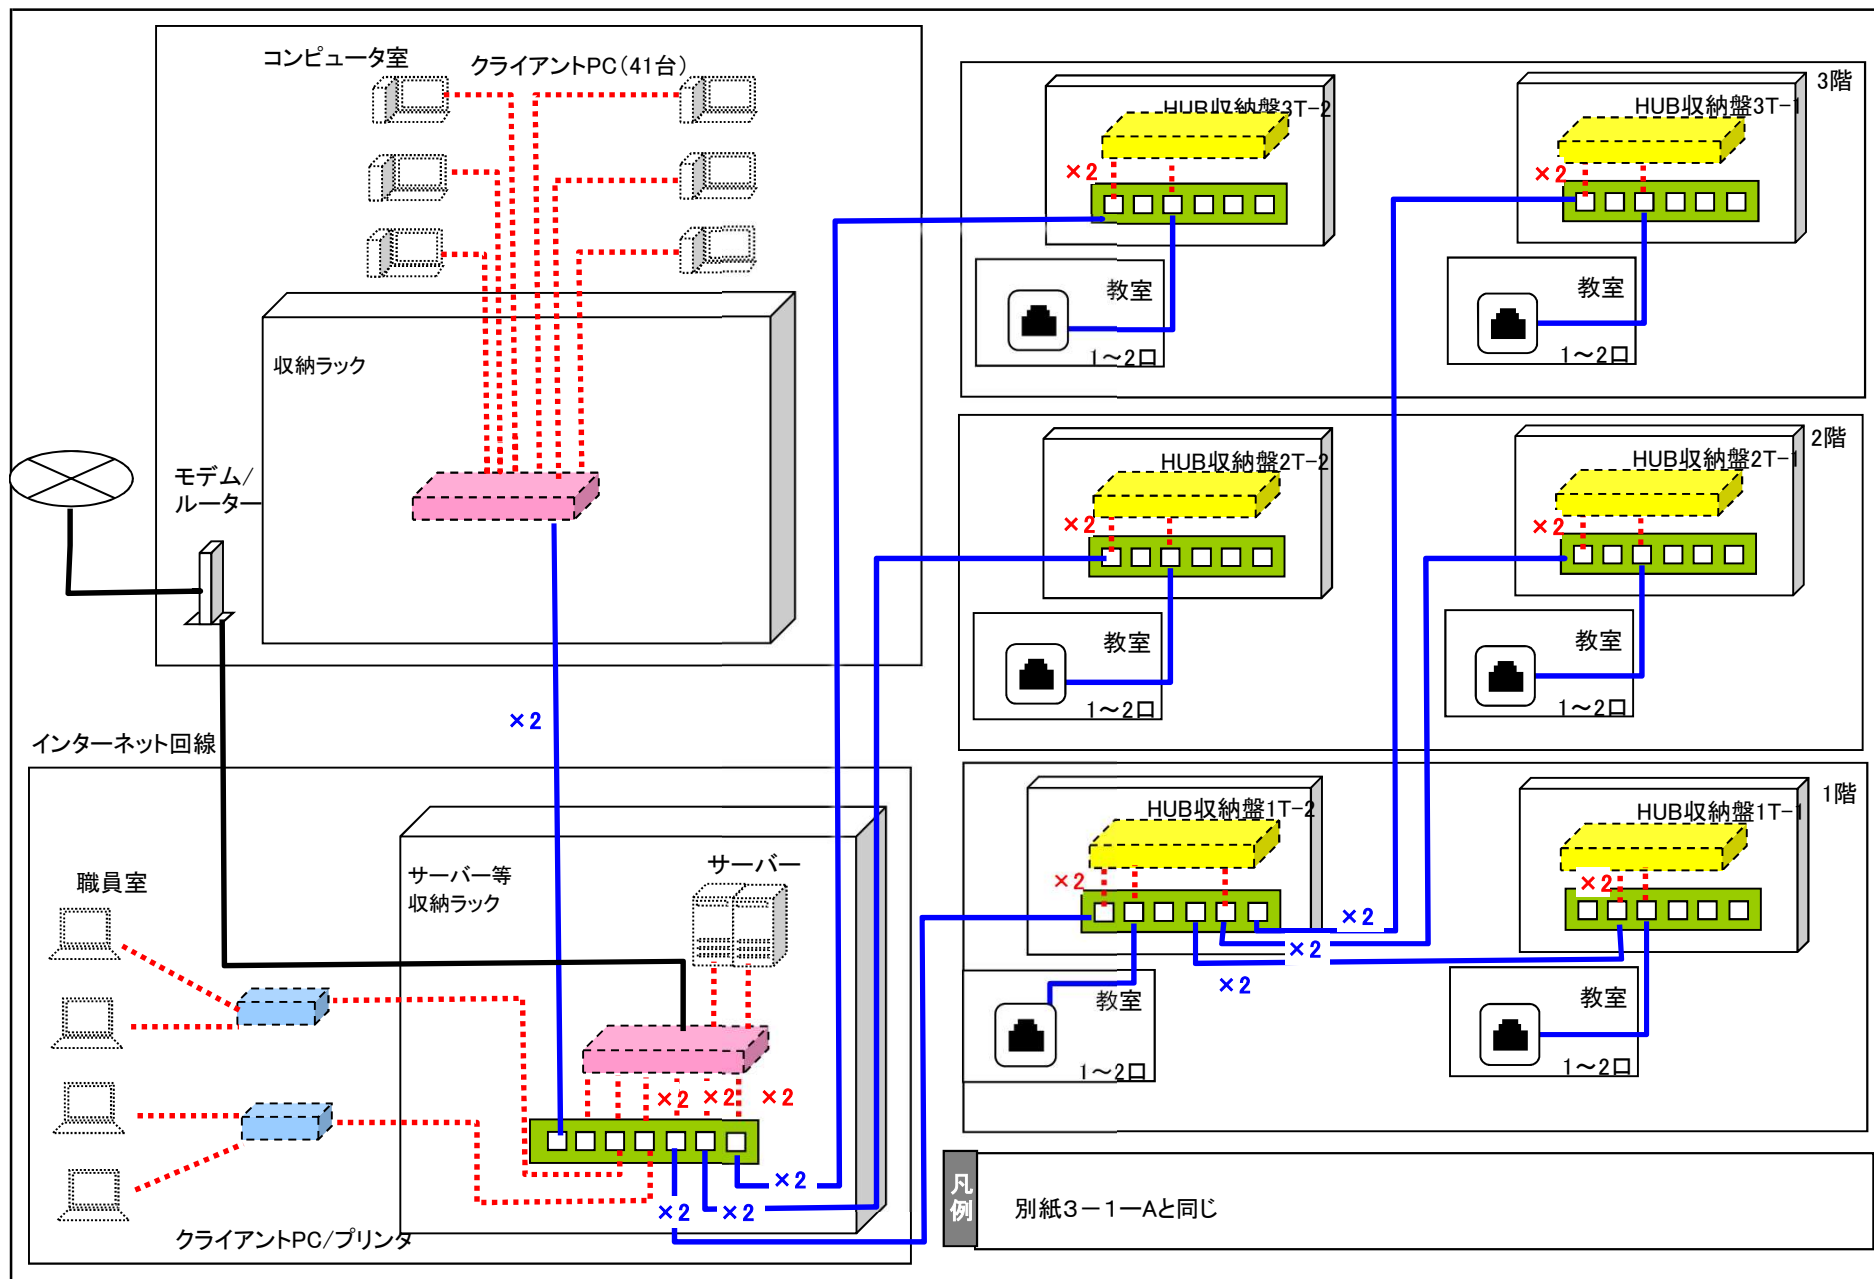 コンピュータ室
クライアントPC(41台)
収納ラック
モデム/
ルーター
×2
インターネット回線
職員室
サーバー等
収納ラック
サーバー
×2
×2
×2
×2
×2
×2
クライアントPC/プリンタ
3階
HUB収納盤3T-2
×2
教室
1～2口
HUB収納盤3T-1
×2
教室
1～2口
2階
HUB収納盤2T-2
×2
教室
1～2口
HUB収納盤2T-1
×2
教室
1～2口
1階
HUB収納盤1T-2
×2
×2
×2
×2
教室
1～2口
HUB収納盤1T-1
×2
教室
1～2口
凡例
別紙3－1ーAと同じ